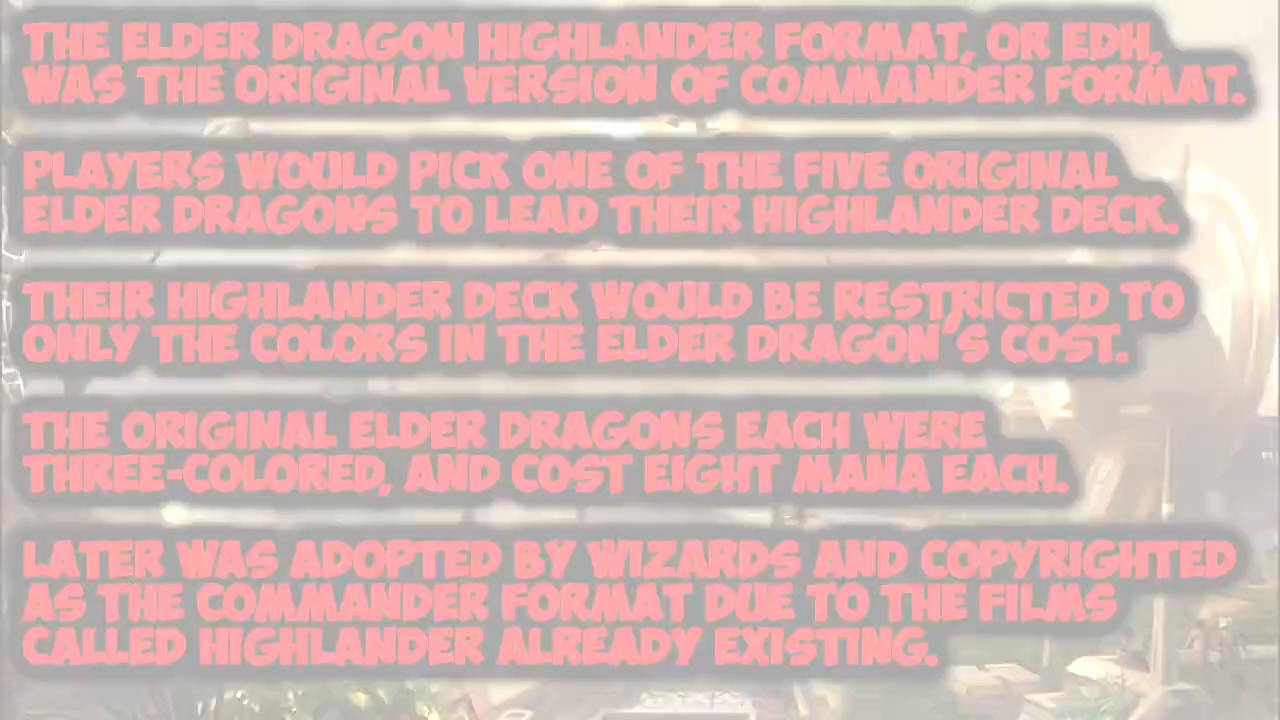 THE ELDER DRAGON HIGHLANDER FORMAT, OR EDH,
WAS THE ORIGINAL VERSION OF COMMANDER FORMAT.
PLAYERS WOULD PICK ONE OF THE FIVE ORIGINAL
ELDER DRAGONS TO LEAD THEIR HIGHLANDER DECK.
THEIR HIGHLANDER DECK WOULD BE RESTRICTED TO
ONLY THE COLORS IN THE ELDER DRAGON'S COST.
THE ORIGINAL ELDER DRAGONS EACH WERE
THREE-COLORED, AND COST EIGHT MANA EACH.
LATER WAS ADOPTED BY WIZARDS AND COPYRIGHTED
AS THE COMMANDER FORMAT DUE TO THE FILMS
CALLED HIGHLANDER ALREADY EXISTING.